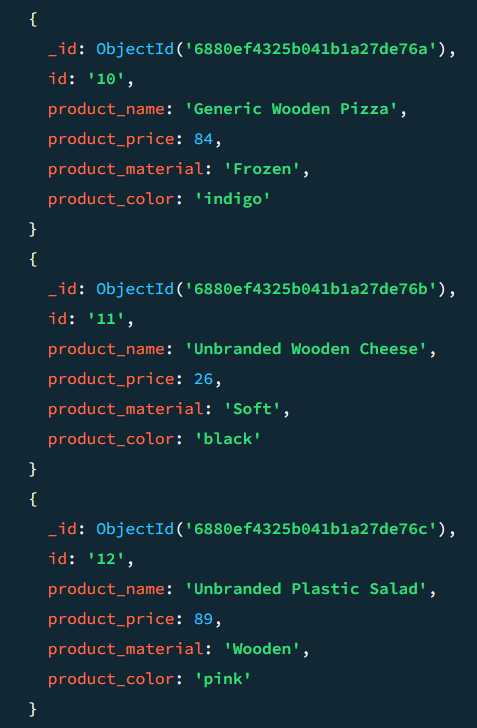 {
_id: ObjectId('6880ef4325b041b1a27de76a'),
id: '10',
product_name: 'Generic Wooden Pizza',
product_price: 84,
product_material: 'Frozen',
product_color: 'indigo'
}
{
_id: ObjectId('6880ef4325b041b1a27de76b'),
id: '11',
product_name: 'Unbranded Wooden Cheese',
product_price: 26,
product_material: 'Soft',
product_color: 'black'
}
{
_id: ObjectId('6880ef4325b041b1a27de76c'),
id: '12',
product_name: 'Unbranded Plastic Salad',
product_price: 89,
product_material: 'Wooden',
product_color: 'pink'
}